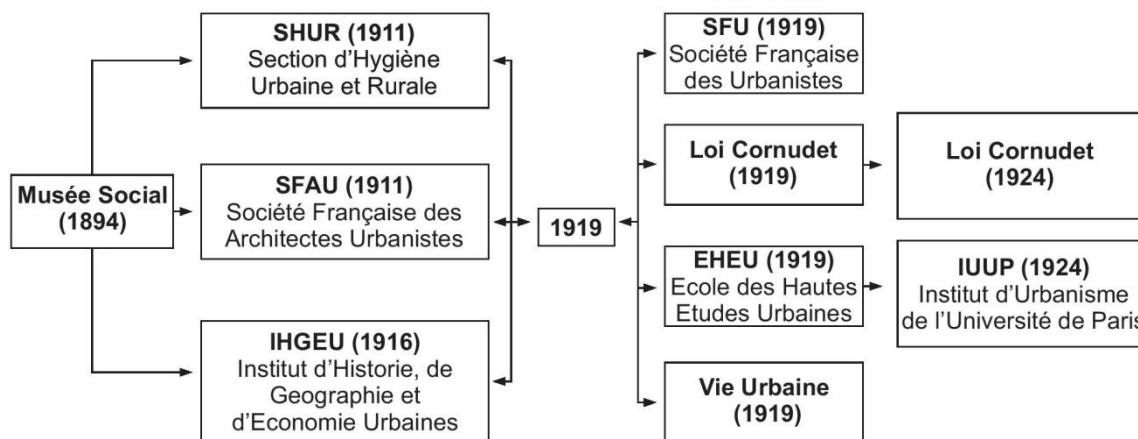 Musée Social
(1894)
SHUR (1911)
Section d'Hygiène
Urbaine et Rurale
SFAU (1911)
Société Française des
Architectes Urbanistes
IHGEU (1916)
Institut d'Historie, de
Geographie et
d'Economie Urbaines
1919
SFU (1919)
Société Française
des Urbanistes
Loi Cornudet
(1919)
EHEU (1919)
Ecole des Hautes
Etudes Urbaines
Vie Urbaine
(1919)
Loi Cornudet
(1924)
IUUP (1924)
Institut d'Urbanisme
de l'Université de Paris